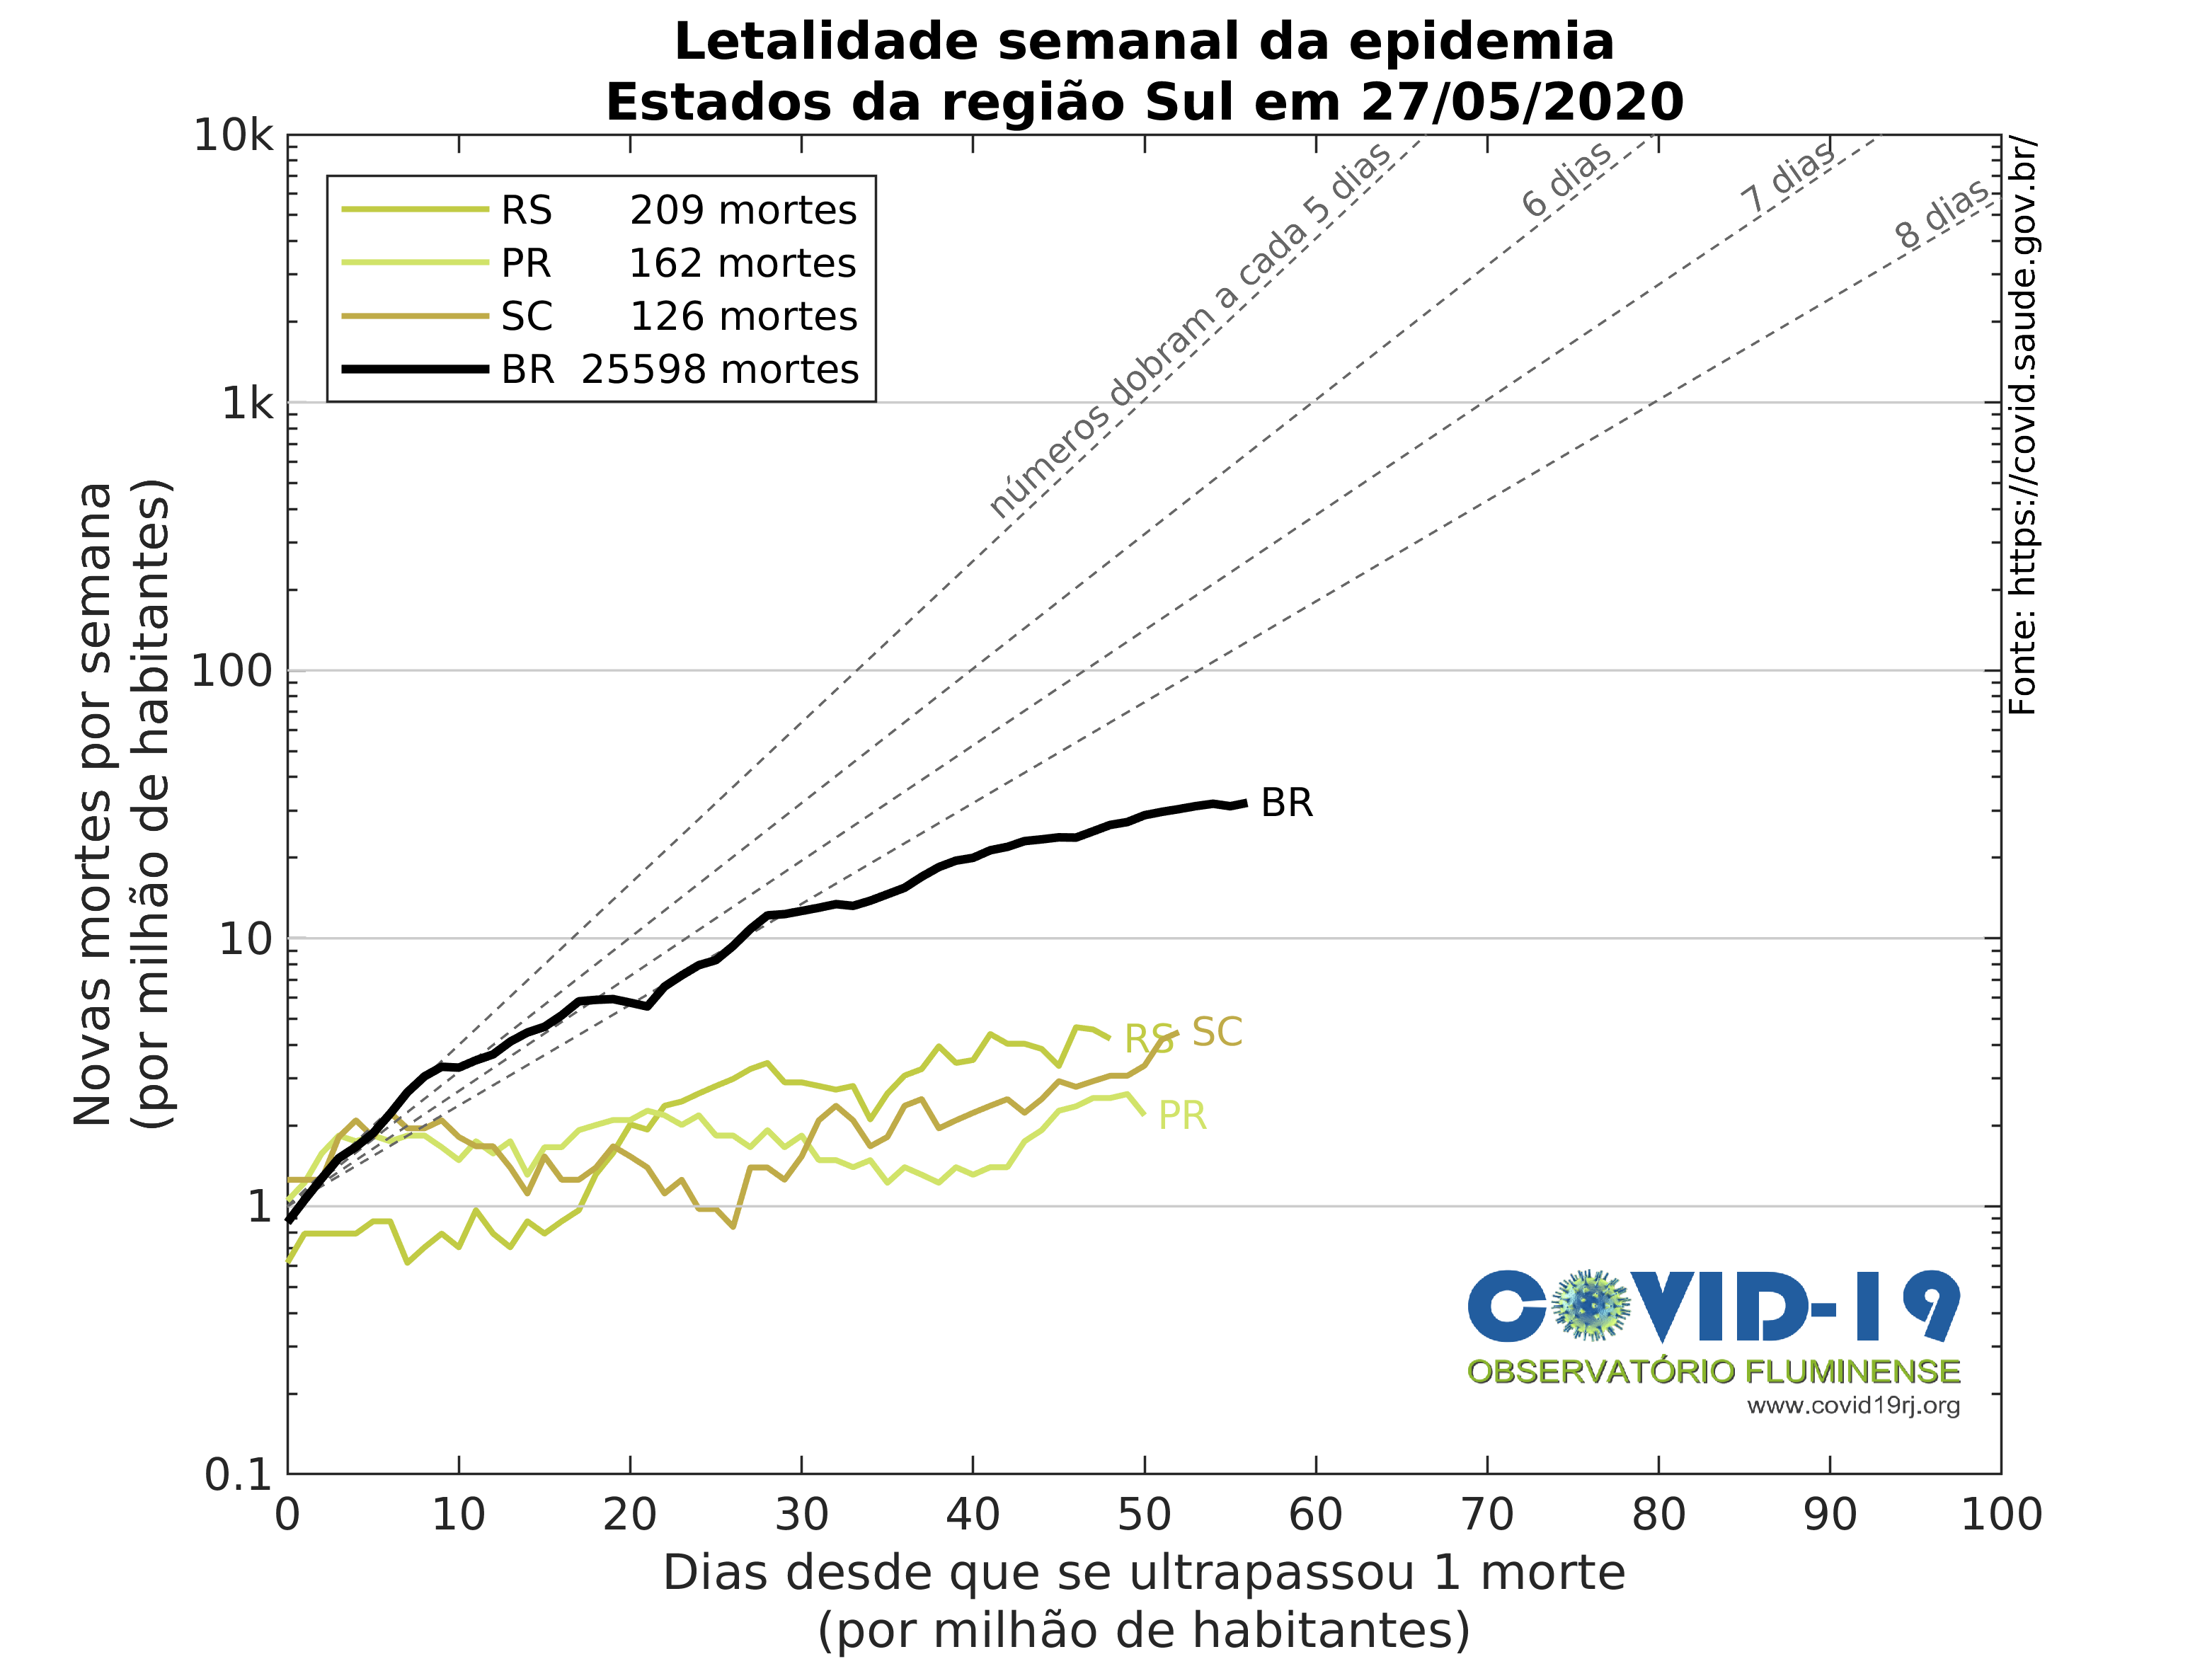 Letalidade semanal da epidemia
Estados da região Sul em 27/05/2020
10k
1k
100
10
1
0.1
Novas mortes por semana
(por milhão de habitantes)
RS 209 mortes
PR 162 mortes
SC 126 mortes
BR 25598 mortes
números dobram a cada 5 dias
6 dias
7 dias
8 dias
Fonte: https://covid.saude.gov.br/
BR
RS
SC
PR
COVID-19
OBSERVATÓRIO FLUMINENSE
www.covid19rj.org
0 10 20 30 40 50 60 70 80 90 100
Dias desde que se ultrapassou 1 morte
(por milhão de habitantes)